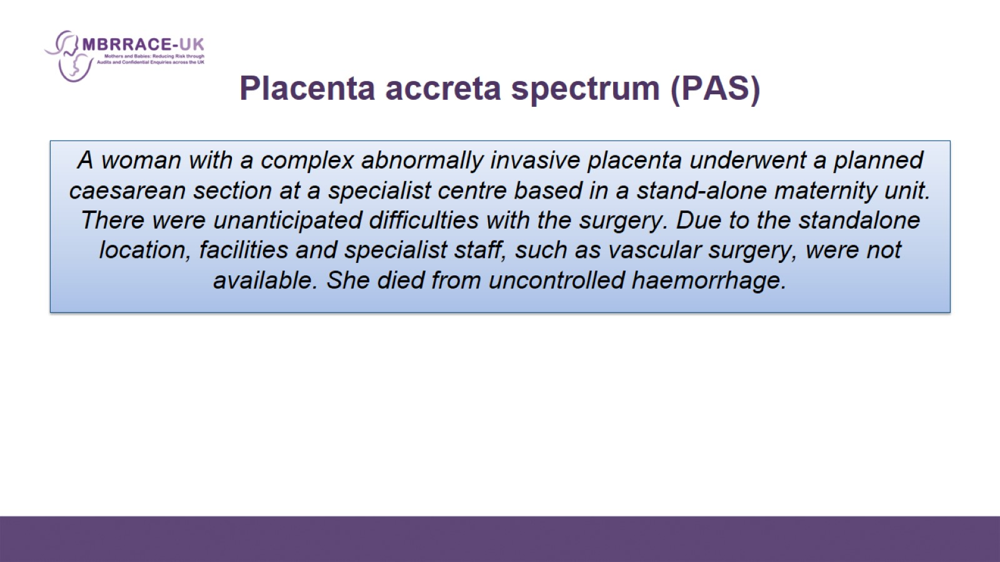 MBRRACE-UK
Mothers and Babies: Reducing Risk through
Audits and Confidential Enquiries across the UK
Placenta accreta spectrum (PAS)
A woman with a complex abnormally invasive placenta underwent a planned
caesarean section at a specialist centre based in a stand-alone maternity unit.
There were unanticipated difficulties with the surgery. Due to the standalone
location, facilities and specialist staff, such as vascular surgery, were not
available. She died from uncontrolled haemorrhage.